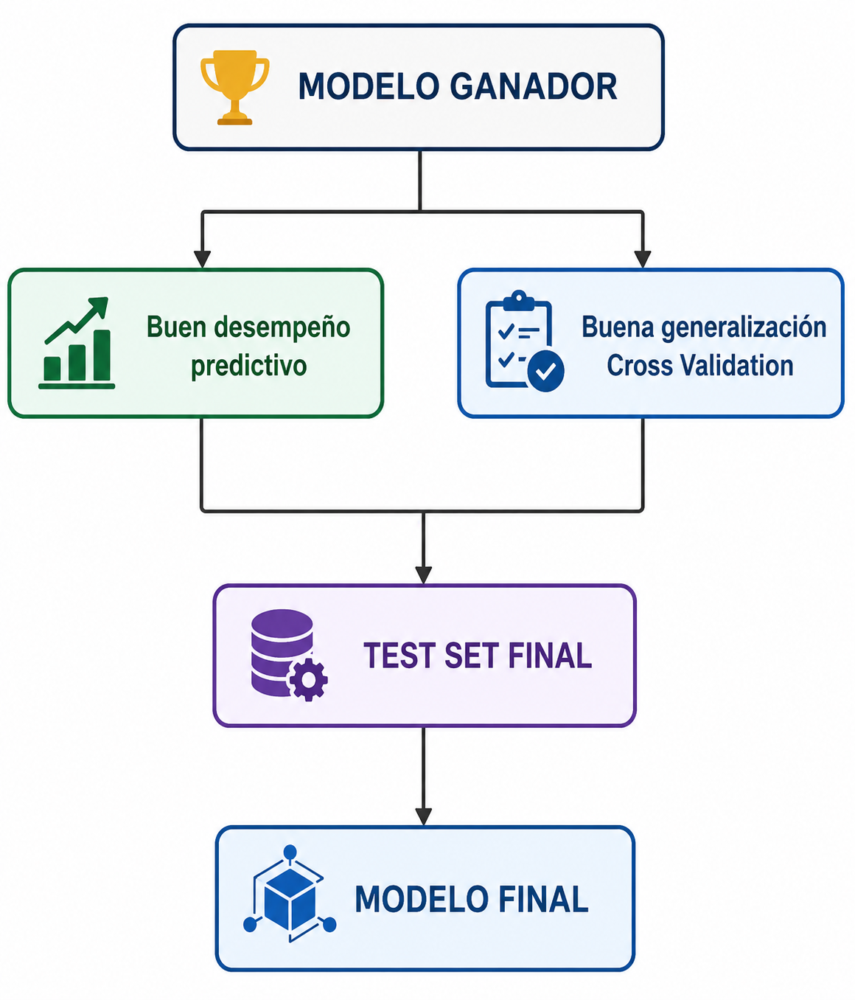 MODELO GANADOR
Buen desempeño
predictivo
Buena generalización
Cross Validation
TEST SET FINAL
MODELO FINAL